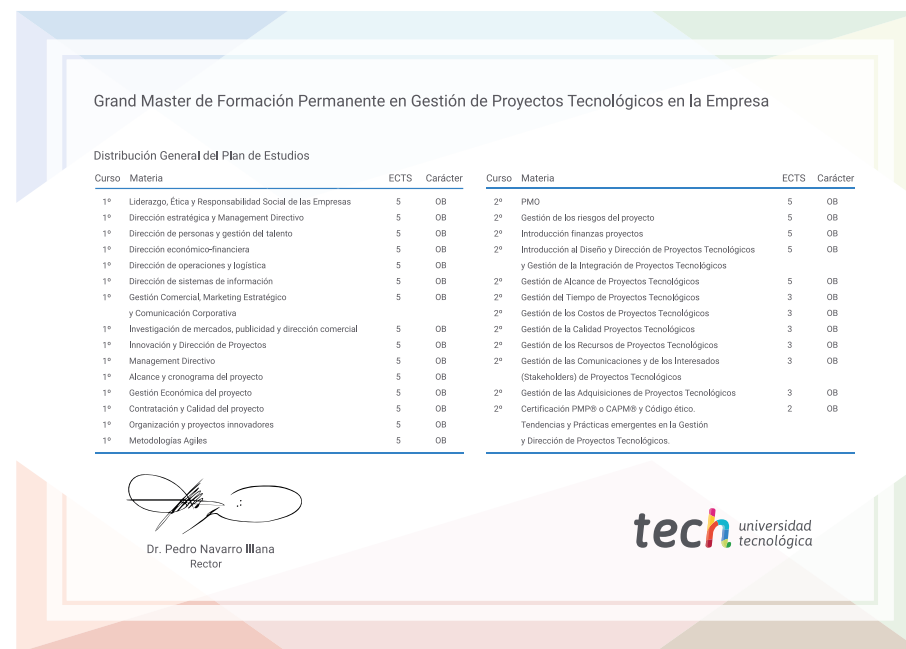 Grand Master de Formación Permanente en Gestión de Proyectos Tecnológicos en la Empresa
Distribución General del Plan de Estudios
Curso Materia ECTS Carácter
1º Liderazgo, Ética y Responsabilidad Social de las Empresas 5 OB
1º Dirección estratégica y Management Directivo 5 OB
1º Dirección de personas y gestión del talento 5 OB
1º Dirección económico-financiera 5 OB
1º Dirección de operaciones y logística 5 OB
1º Dirección de sistemas de información 5 OB
1º Gestión Comercial, Marketing Estratégico 5 OB
y Comunicación Corporativa
1º Investigación de mercados, publicidad y dirección comercial 5 OB
1º Innovación y Dirección de Proyectos 5 OB
1º Management Directivo 5 OB
1º Alcance y cronograma del proyecto 5 OB
1º Gestión Económica del proyecto 5 OB
1º Contratación y Calidad del proyecto 5 OB
1º Organización y proyectos innovadores 5 OB
1º Metodologías Agiles 5 OB
Curso Materia ECTS Carácter
2º PMO 5 OB
2º Gestión de los riesgos del proyecto 5 OB
2º Introducción finanzas proyectos 5 OB
2º Introducción al Diseño y Dirección de Proyectos Tecnológicos 5 OB
y Gestión de la Integración de Proyectos Tecnológicos
2º Gestión de Alcance de Proyectos Tecnológicos 5 OB
2º Gestión del Tiempo de Proyectos Tecnológicos 3 OB
2º Gestión de los Costos de Proyectos Tecnológicos 3 OB
2º Gestión de la Calidad Proyectos Tecnológicos 3 OB
2º Gestión de los Recursos de Proyectos Tecnológicos 3 OB
2º Gestión de las Comunicaciones y de los Interesados 3 OB
(Stakeholders) de Proyectos Tecnológicos
2º Gestión de las Adquisiciones de Proyectos Tecnológicos 3 OB
2º Certificación PMP® o CAPM® y Código ético. 2 OB
Tendencias y Prácticas emergentes en la Gestión
y Dirección de Proyectos Tecnológicos.
Dr. Pedro Navarro Illana
Rector
tech universidad
tecnológica